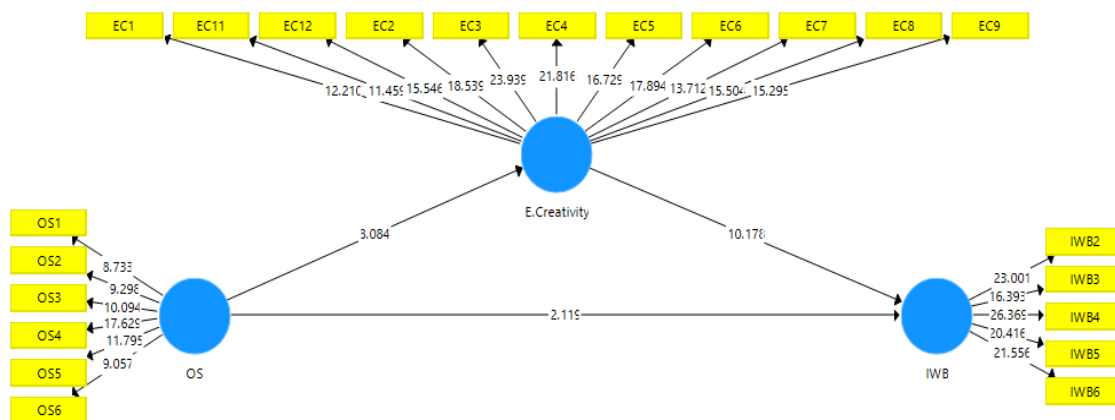 EC1 EC11 EC12 EC2 EC3 EC4 EC5 EC6 EC7 EC8 EC9
12.210 11.459 15.546 18.539 23.939 21.816 16.729 17.894 13.712 15.504 15.295
E.Creativity
10.178
OS1
OS2
OS3
OS4
OS5
OS6
8.733
9.298
10.094
17.629
11.795
9.057
OS
2.119
IWB
23.001
16.393
26.369
20.416
21.556
IWB2
IWB3
IWB4
IWB5
IWB6